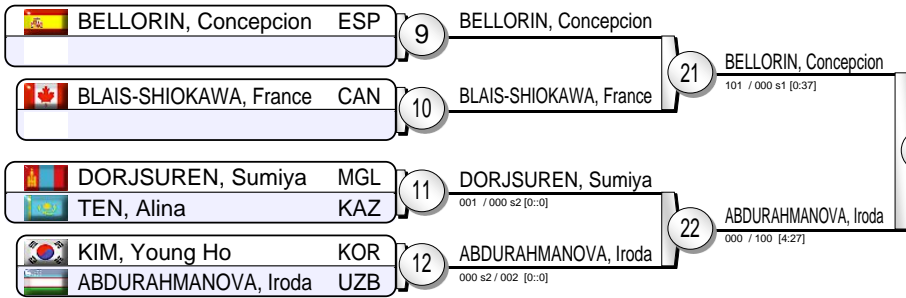 BELLORIN, Concepcion ESP
9
BELLORIN, Concepcion
BLAIS-SHIOKAWA, France CAN
10
BLAIS-SHIOKAWA, France
21
BELLORIN, Concepcion
101 / 000 s1 [0:37]
DORJSUREN, Sumiya MGL
TEN, Alina KAZ
11
DORJSUREN, Sumiya
001 / 000 s2 [0::0]
KIM, Young Ho KOR
ABDURAHMANOVA, Iroda UZB
12
ABDURAHMANOVA, Iroda
000 s2 / 002 [0::0]
22
ABDURAHMANOVA, Iroda
000 / 100 [4:27]